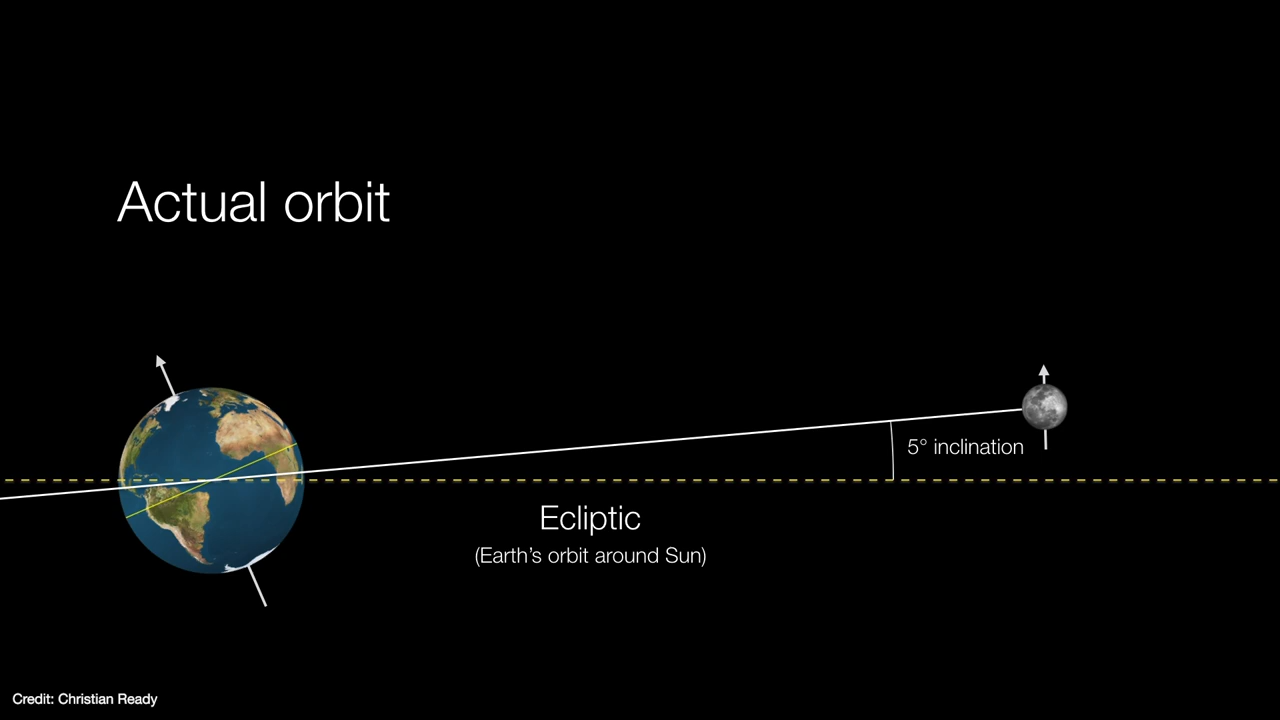 Actual orbit
5° inclination
Ecliptic
(Earth’s orbit around Sun)
Credit: Christian Ready